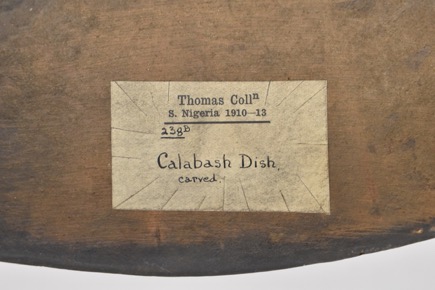 Thomas Collⁿ
S. Nigeria 1910—13
238ᴮ
Calabash Dish,
carved.